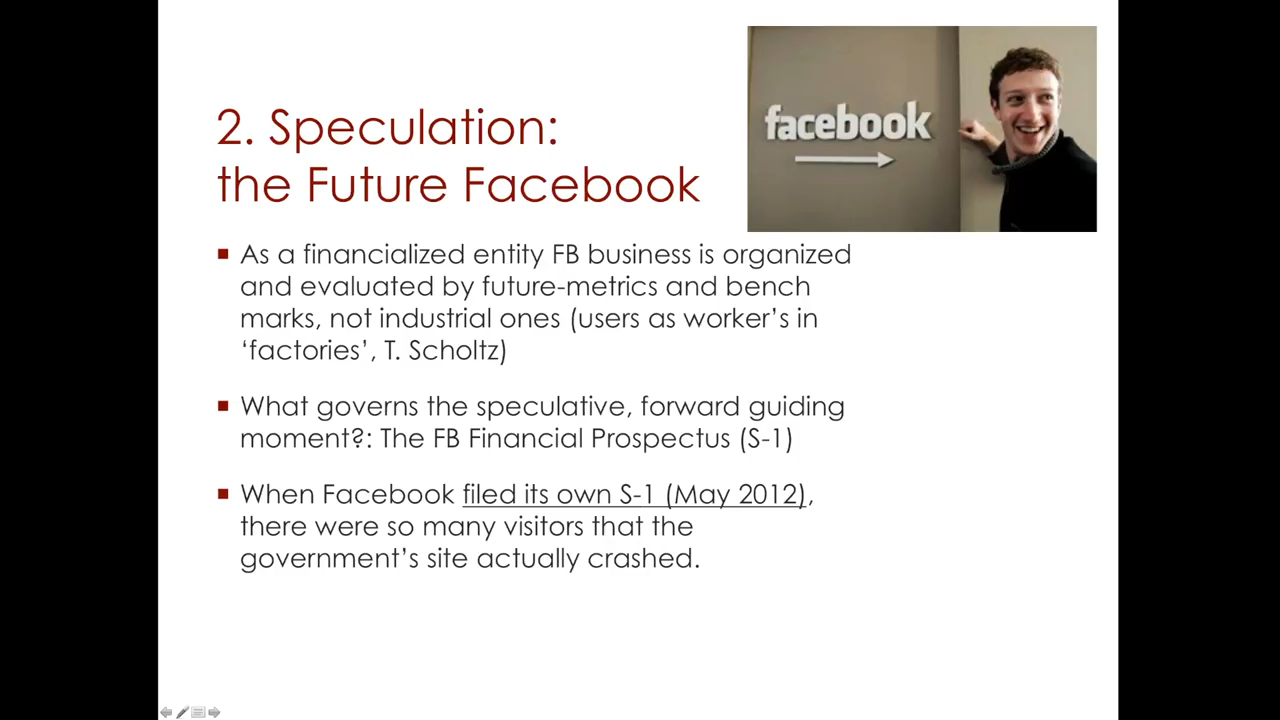 facebook
2. Speculation:
the Future Facebook
■ As a financialized entity FB business is organized
and evaluated by future-metrics and bench
marks, not industrial ones (users as worker’s in
‘factories’, T. Scholtz)
■ What governs the speculative, forward guiding
moment?: The FB Financial Prospectus (S-1)
■ When Facebook filed its own S-1 (May 2012),
there were so many visitors that the
government’s site actually crashed.